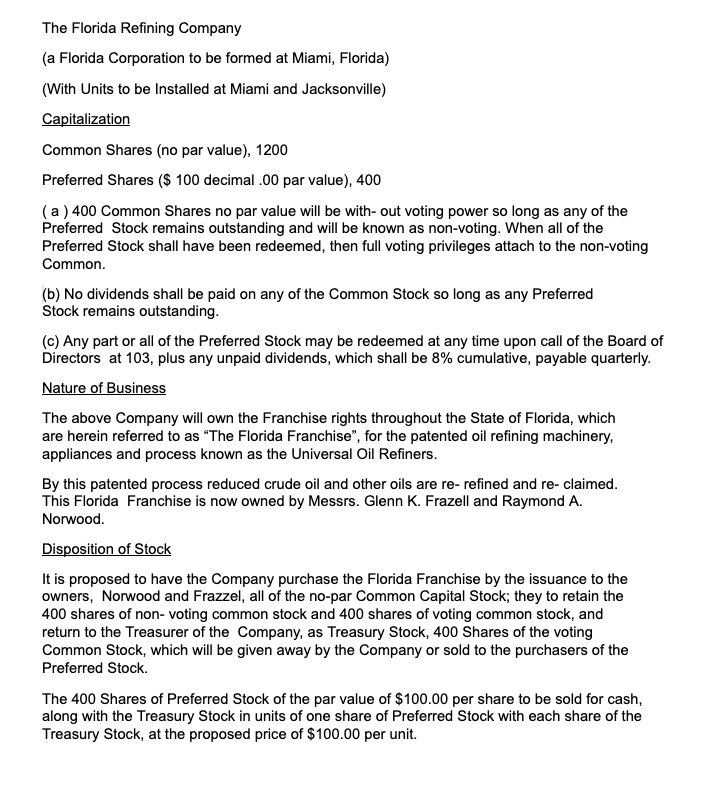 The Florida Refining Company
(a Florida Corporation to be formed at Miami, Florida)
(With Units to be Installed at Miami and Jacksonville)
Capitalization
Common Shares (no par value), 1200
Preferred Shares ($ 100 decimal .00 par value), 400
( a ) 400 Common Shares no par value will be with- out voting power so long as any of the
Preferred  Stock remains outstanding and will be known as non-voting. When all of the
Preferred Stock shall have been redeemed, then full voting privileges attach to the non-voting
Common.
(b) No dividends shall be paid on any of the Common Stock so long as any Preferred
Stock remains outstanding.
(c) Any part or all of the Preferred Stock may be redeemed at any time upon call of the Board of
Directors  at 103, plus any unpaid dividends, which shall be 8% cumulative, payable quarterly.
Nature of Business
The above Company will own the Franchise rights throughout the State of Florida, which
are herein referred to as “The Florida Franchise”, for the patented oil refining machinery,
appliances and process known as the Universal Oil Refiners.
By this patented process reduced crude oil and other oils are re- refined and re- claimed.
This Florida  Franchise is now owned by Messrs. Glenn K. Frazell and Raymond A.
Norwood.
Disposition of Stock
It is proposed to have the Company purchase the Florida Franchise by the issuance to the
owners,  Norwood and Frazzel, all of the no-par Common Capital Stock; they to retain the
400 shares of non- voting common stock and 400 shares of voting common stock, and
return to the Treasurer of the  Company, as Treasury Stock, 400 Shares of the voting
Common Stock, which will be given away by the Company or sold to the purchasers of the
Preferred Stock.
The 400 Shares of Preferred Stock of the par value of $100.00 per share to be sold for cash,
along with the Treasury Stock in units of one share of Preferred Stock with each share of the
Treasury Stock, at the proposed price of $100.00 per unit.